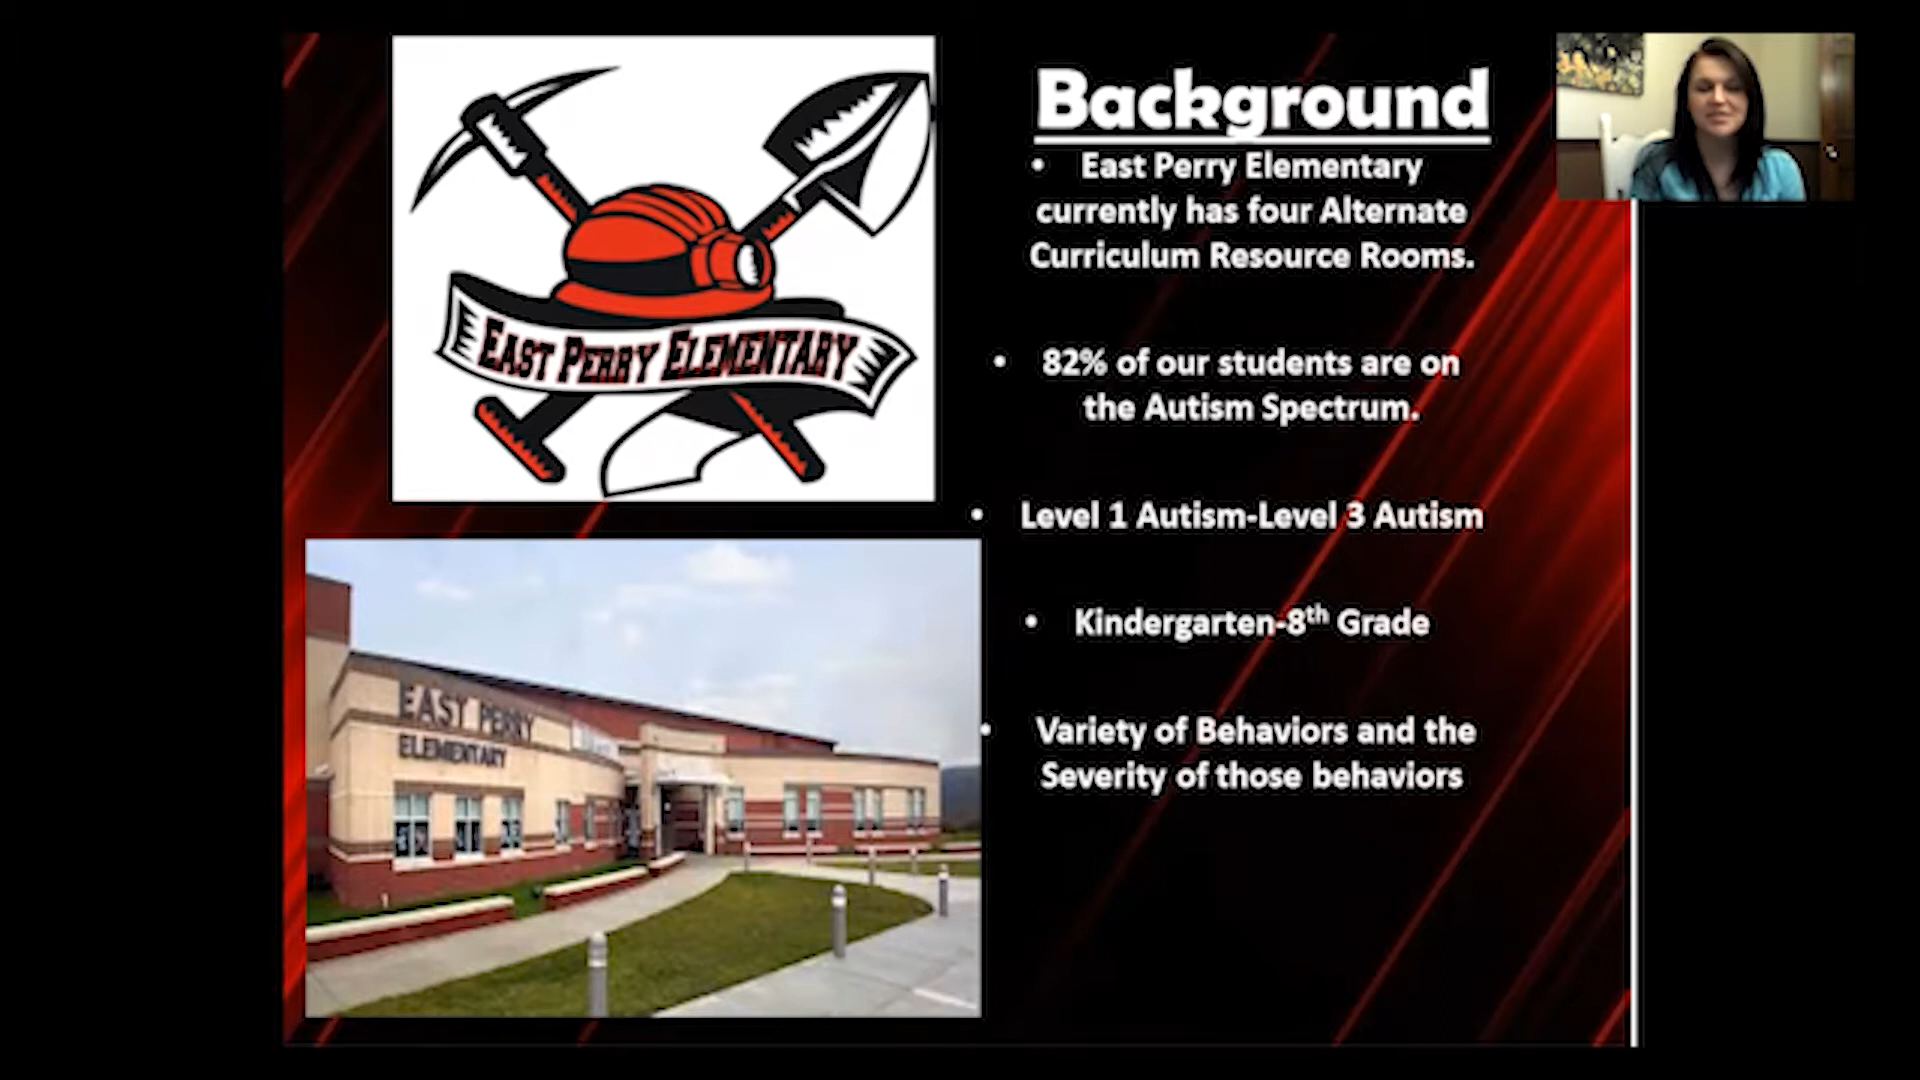 EAST PERRY ELEMENTARY
EAST PERRY
ELEMENTARY
Background
• East Perry Elementary
currently has four Alternate
Curriculum Resource Rooms.
• 82% of our students are on
the Autism Spectrum.
• Level 1 Autism-Level 3 Autism
• Kindergarten-8th Grade
• Variety of Behaviors and the
Severity of those behaviors